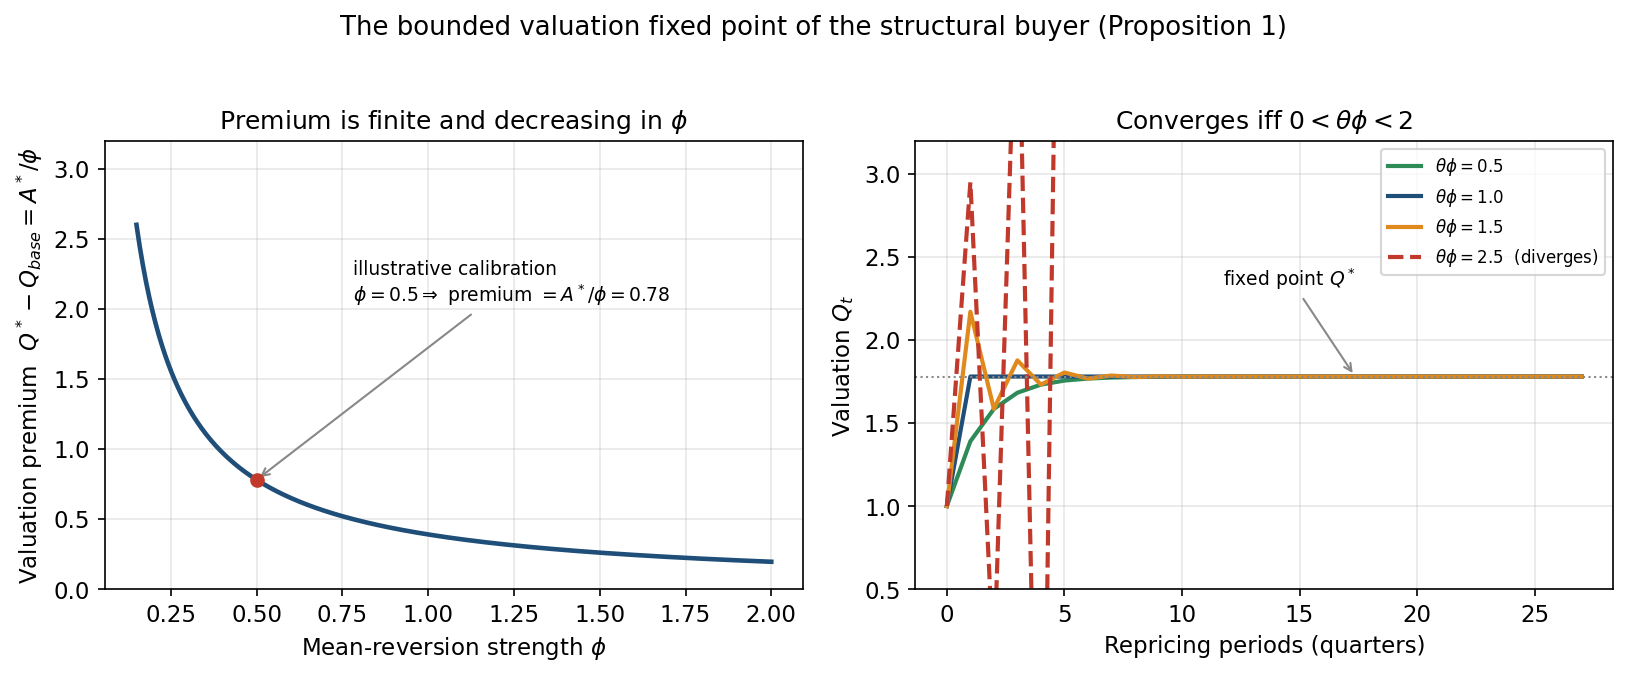 The bounded valuation fixed point of the structural buyer (Proposition 1)
Premium is finite and decreasing in ϕ
Valuation premium Q* − Q_base = A*/ϕ
3.0
2.5
2.0
1.5
1.0
0.5
0.0
illustrative calibration
ϕ = 0.5 ⇒ premium = A*/ϕ = 0.78
0.25 0.50 0.75 1.00 1.25 1.50 1.75 2.00
Mean-reversion strength ϕ
Converges iff 0 < θϕ < 2
Valuation Q_t
3.0
2.5
2.0
1.5
1.0
0.5
θϕ = 0.5
θϕ = 1.0
θϕ = 1.5
θϕ = 2.5 (diverges)
fixed point Q*
0 5 10 15 20 25
Repricing periods (quarters)